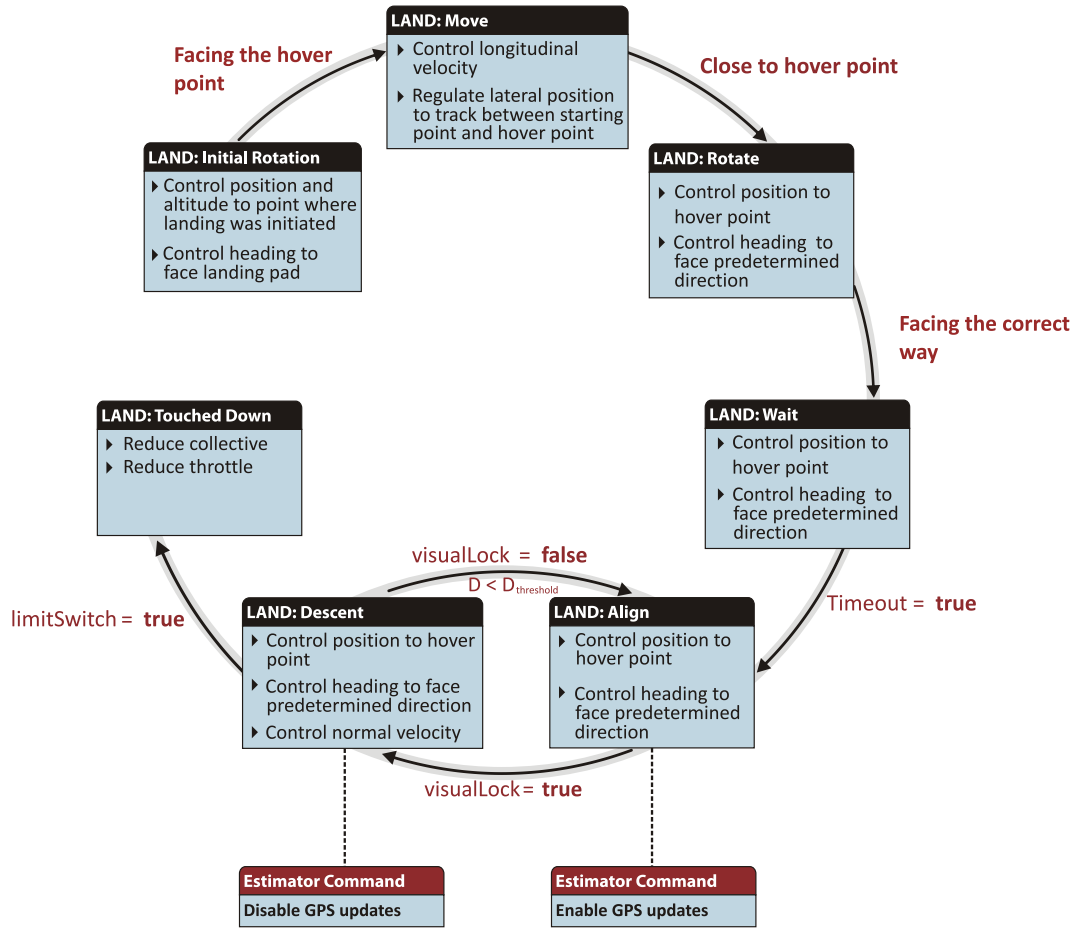 LAND: Move
Control longitudinal
velocity
Regulate lateral position
to track between starting
point and hover point
Facing the hover
point
Close to hover point
LAND: Initial Rotation
Control position and
altitude to point where
landing was initiated
Control heading to
face landing pad
LAND: Rotate
Control position to
hover point
Control heading to
face predetermined
direction
Facing the correct
way
LAND: Touched Down
Reduce collective
Reduce throttle
LAND: Wait
Control position to
hover point
Control heading to
face predetermined
direction
visualLock = false
D < Dthreshold
limitSwitch = true
Timeout = true
LAND: Descent
Control position to hover
point
Control heading to face
predetermined direction
Control normal velocity
LAND: Align
Control position to
hover point
Control heading to
face predetermined
direction
visualLock = true
Estimator Command
Disable GPS updates
Estimator Command
Enable GPS updates